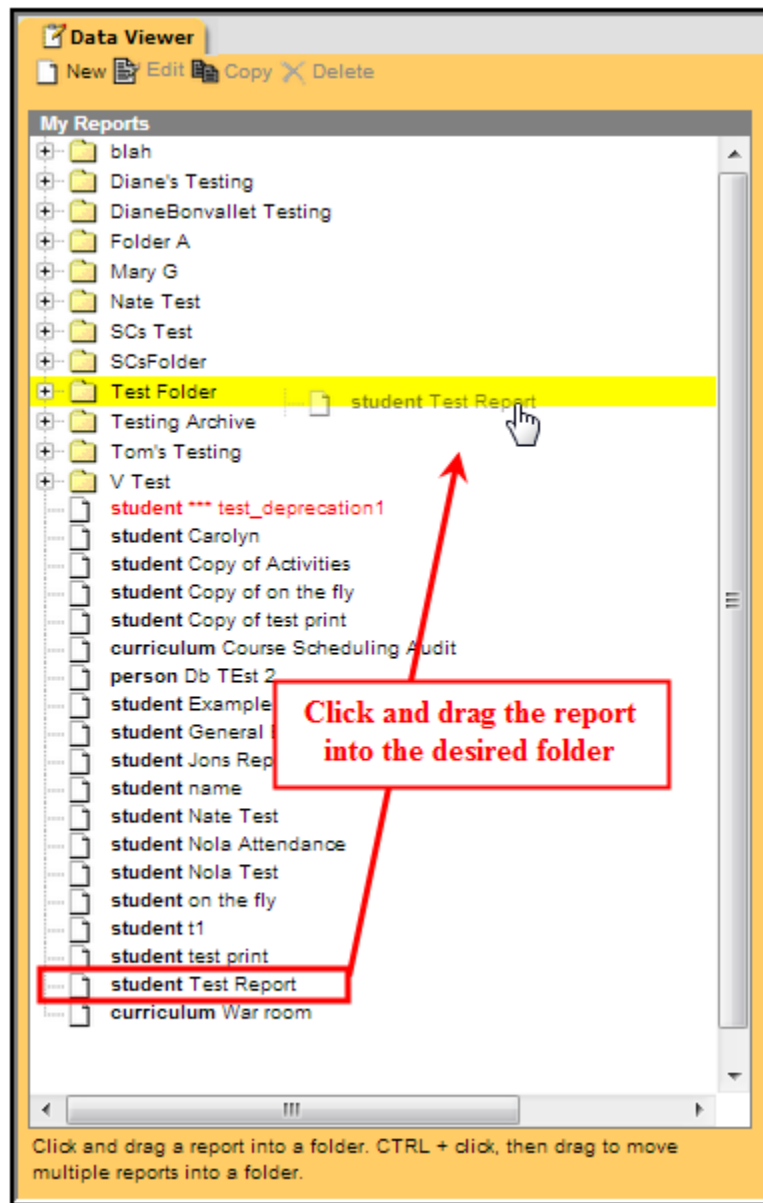 Data Viewer
New Edit Copy Delete
My Reports
blah
Diane's Testing
DianeBonvallet Testing
Folder A
Mary G
Nate Test
SCs Test
SCsFolder
Test Folder
student Test Report
Testing Archive
Tom's Testing
V Test
student *** test_deprecation1
student Carolyn
student Copy of Activities
student Copy of on the fly
student Copy of test print
curriculum Course Scheduling Audit
person Db TEst 2
student Example
student General
student Jons Rep
student name
student Nate Test
student Nola Attendance
student Nola Test
student on the fly
student t1
student test print
student Test Report
curriculum War room
Click and drag the report
into the desired folder
Click and drag a report into a folder. CTRL + click, then drag to move
multiple reports into a folder.